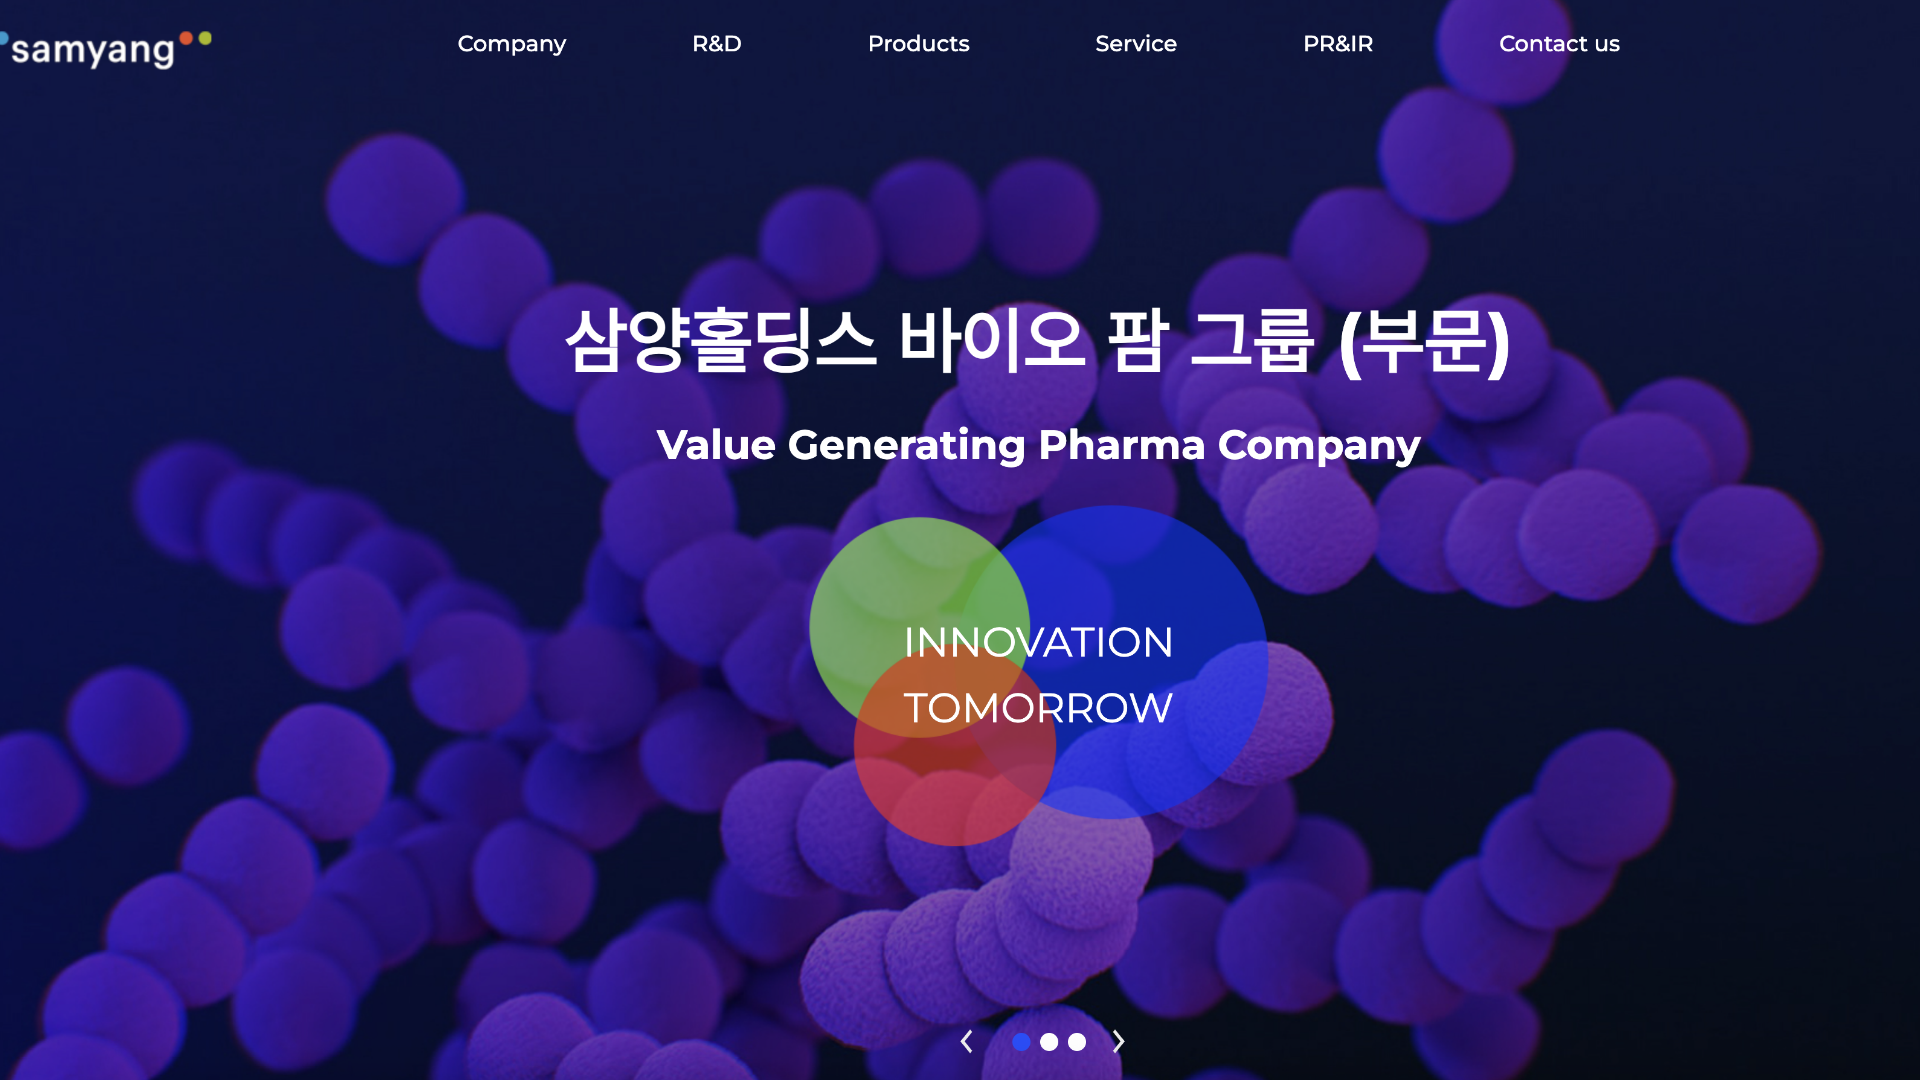 samyang
Company
R&D
Products
Service
PR&IR
Contact us
삼양홀딩스 바이오 팜 그룹 (부문)
Value Generating Pharma Company
INNOVATION
TOMORROW